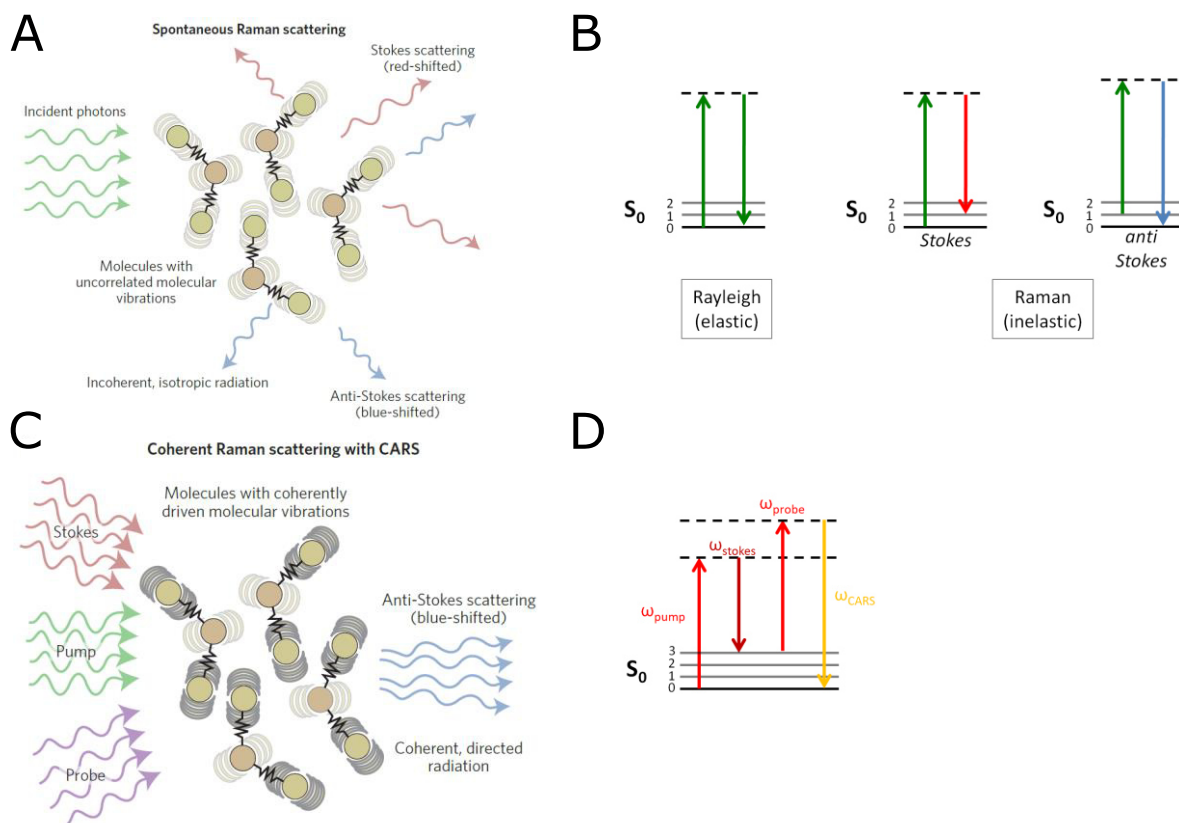 A
Spontaneous Raman scattering
Stokes scattering
(red-shifted)
Incident photons
Molecules with
uncorrelated molecular
vibrations
Incoherent, isotropic radiation
Anti-Stokes scattering
(blue-shifted)
B
S0
2
1
0
Rayleigh
(elastic)
S0
2
1
0
Stokes
S0
2
1
0
anti
Stokes
Raman
(inelastic)
C
Coherent Raman scattering with CARS
Molecules with coherently
driven molecular vibrations
Stokes
Pump
Probe
Anti-Stokes scattering
(blue-shifted)
Coherent, directed
radiation
D
ωprobe
ωstokes
ωpump
ωCARS
S0
3
2
1
0